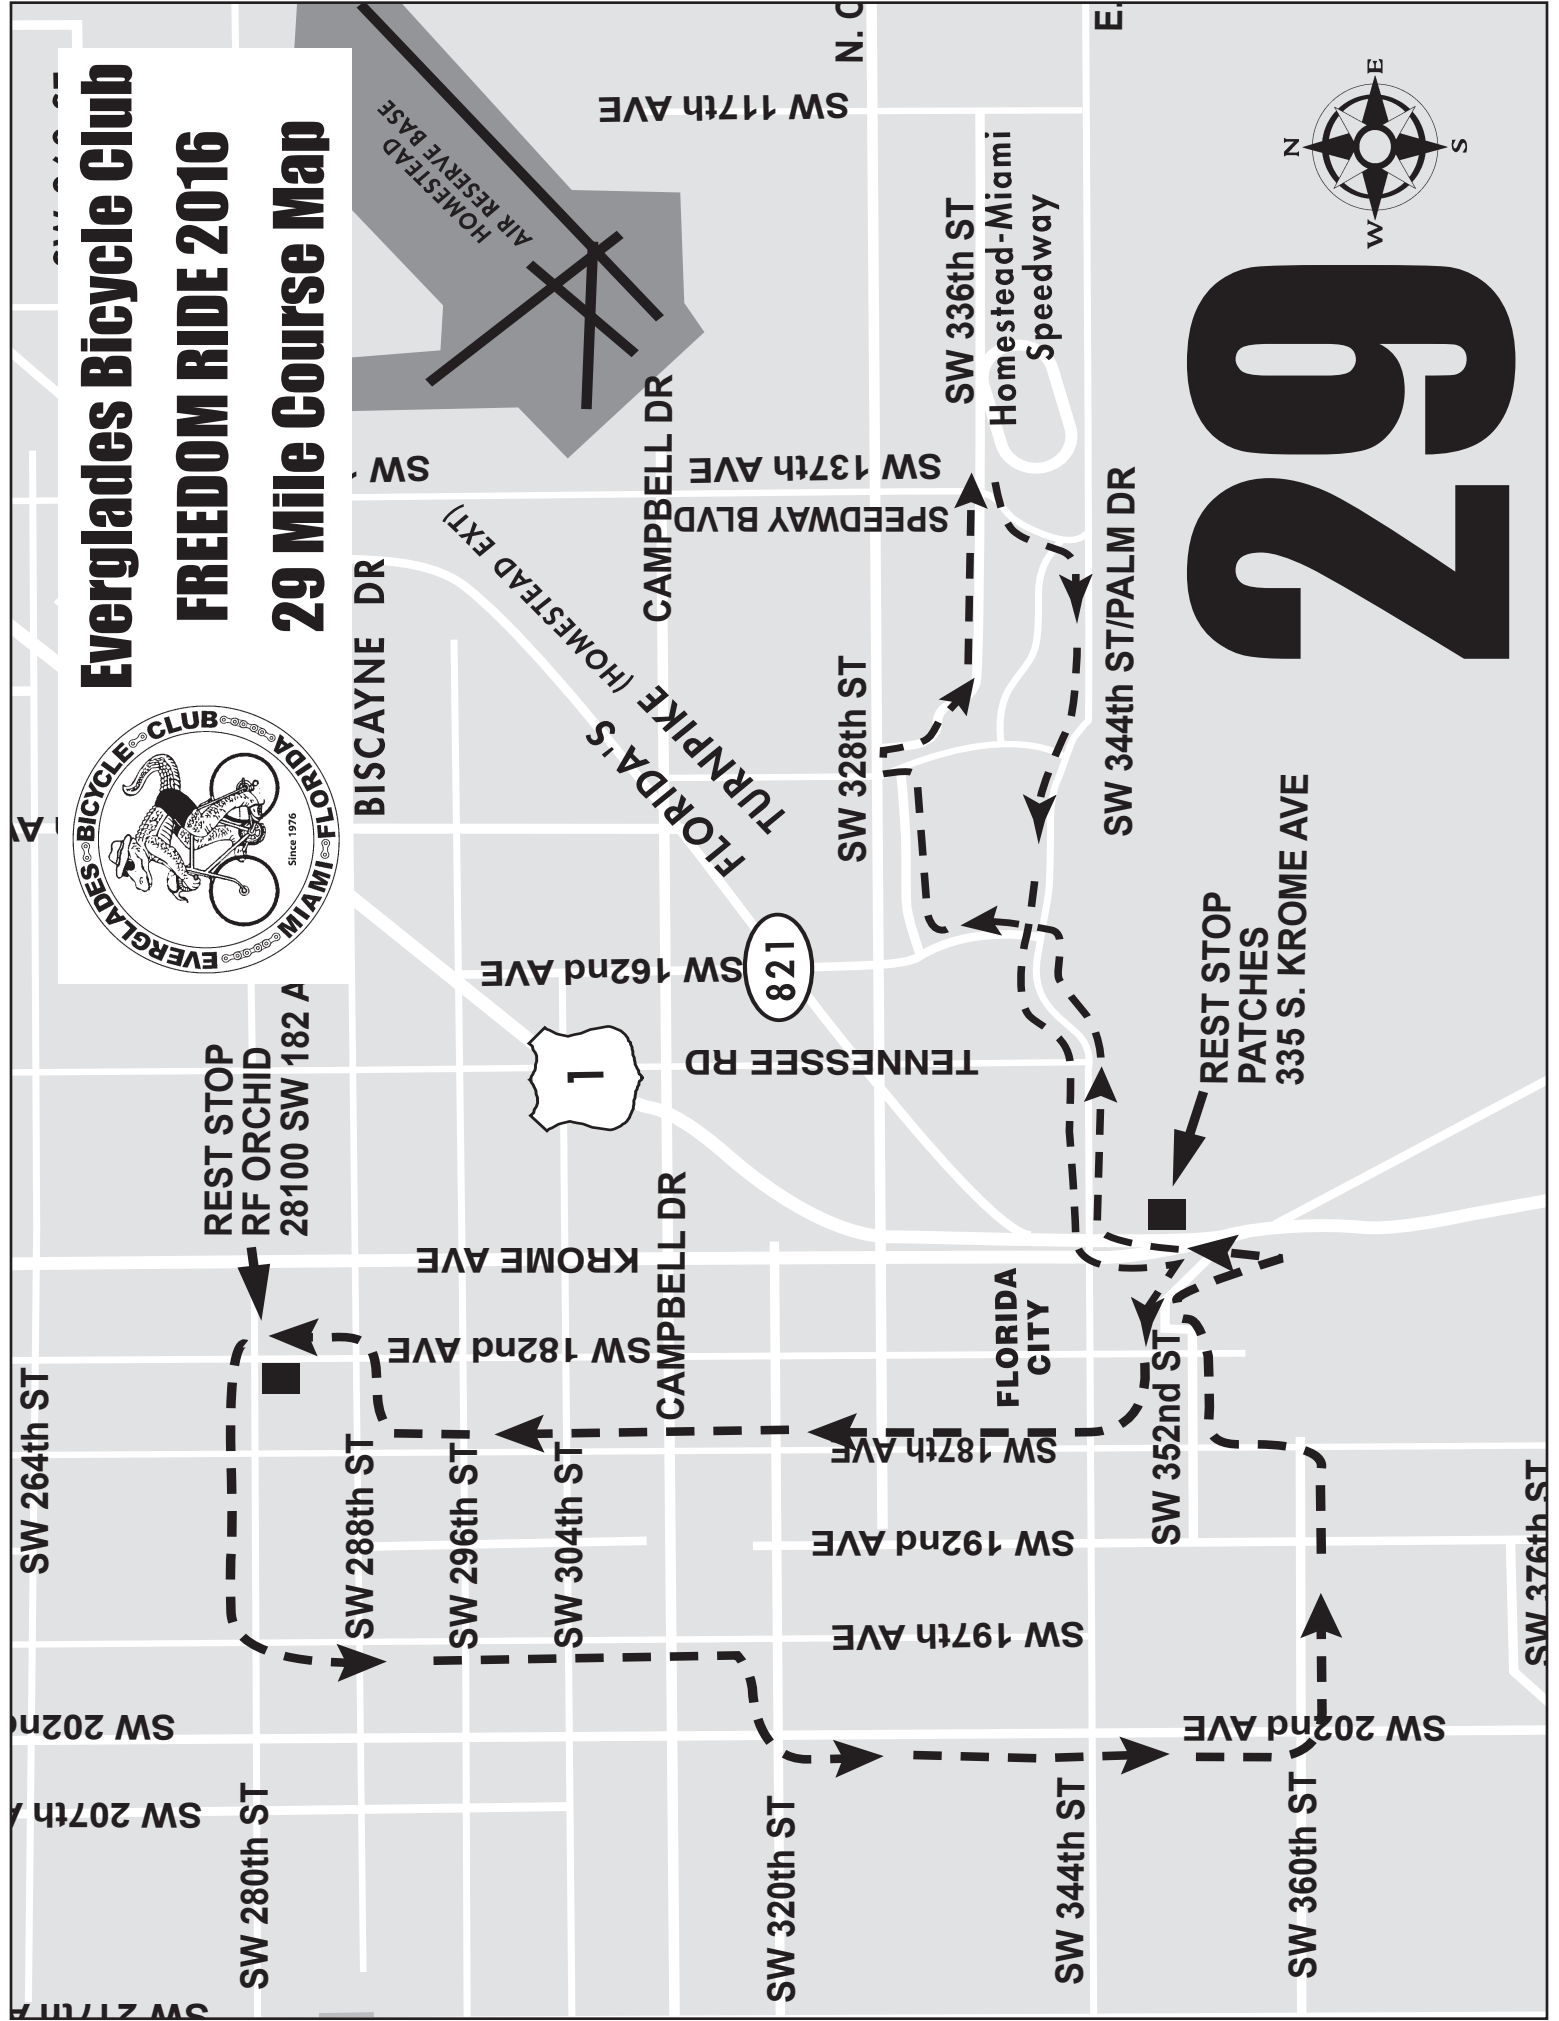 Everglades Bicycle Club
FREEDOM RIDE 2016
29 Mile Course Map
EVERGLADES BICYCLE CLUB
MIAMI FLORIDA
Since 1976
HOMESTEAD
AIR RESERVE BASE
SW 117th AVE
N. C
E.
N
E
S
W
SW 336th ST
Homestead-Miami
Speedway
SW 137th AVE
SPEEDWAY BLVD
SW
BISCAYNE DR
CAMPBELL DR
FLORIDA'S
TURNPIKE (HOMESTEAD EXT)
SW 328th ST
SW 344th ST/PALM DR
29
821
1
SW 162nd AVE
TENNESSEE RD
REST STOP
RF ORCHID
28100 SW 182 A
REST STOP
PATCHES
335 S. KROME AVE
KROME AVE
SW 182nd AVE
CAMPBELL DR
FLORIDA
CITY
SW 264th ST
SW 288th ST
SW 296th ST
SW 304th ST
SW 187th AVE
SW 352nd ST
SW 192nd AVE
SW 197th AVE
SW 376th ST
SW 202nd
SW 202nd AVE
SW 207th A
SW 280th ST
SW 320th ST
SW 344th ST
SW 360th ST
SW 217th A